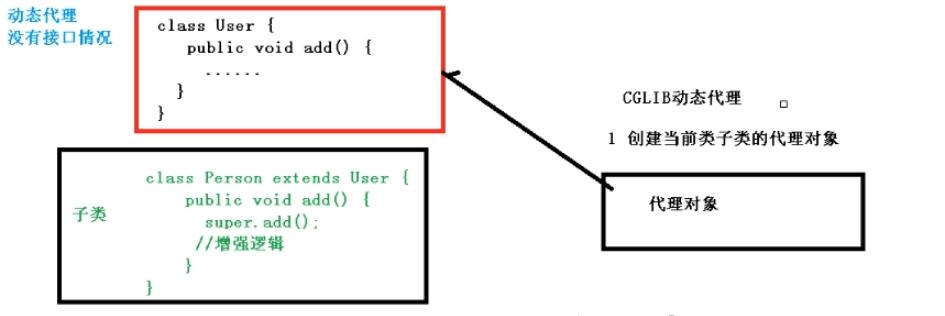 动态代理
没有接口情况
class User {
public void add() {
......
}
}
子类
class Person extends User {
public void add() {
super.add();
//增强逻辑
}
}
CGLIB动态代理
1 创建当前类子类的代理对象
代理对象